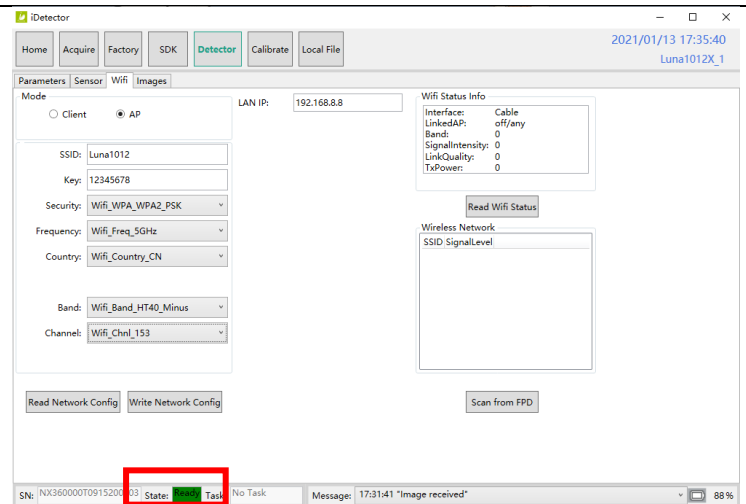 iDetector
Home Acquire Factory SDK Detector Calibrate Local File
2021/01/13 17:35:40
Luna1012X_1
Parameters Sensor Wifi Images
Mode
Client AP
LAN IP: 192.168.8.8
Wifi Status Info
Interface: Cable
LinkedAP: off/any
Band: 0
SignalIntensity: 0
LinkQuality: 0
TxPower: 0
SSID: Luna1012
Key: 12345678
Security: Wifi_WPA_WPA2_PSK
Read Wifi Status
Frequency: Wifi_Freq_5GHz
Wireless Network
SSID SignalLevel
Country: Wifi_Country_CN
Band: Wifi_Band_HT40_Minus
Channel: Wifi_Chnl_153
Read Network Config Write Network Config
Scan from FPD
SN: State: Ready Task No Task Message: 17:31:41 "Image received" 88%